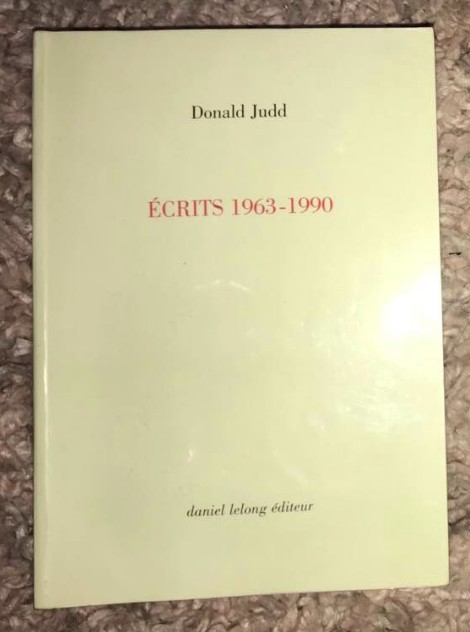 Donald Judd
ÉCRITS 1963-1990
daniel lelong éditeur